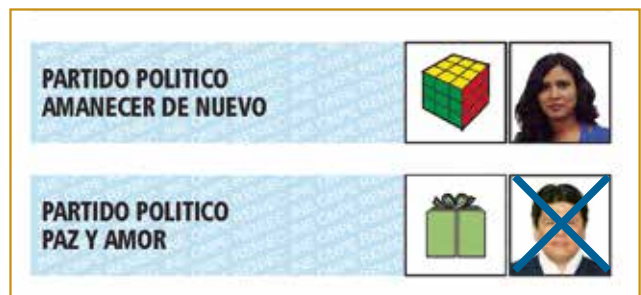 PARTIDO POLITICO
AMANECER DE NUEVO
PARTIDO POLITICO
PAZ Y AMOR